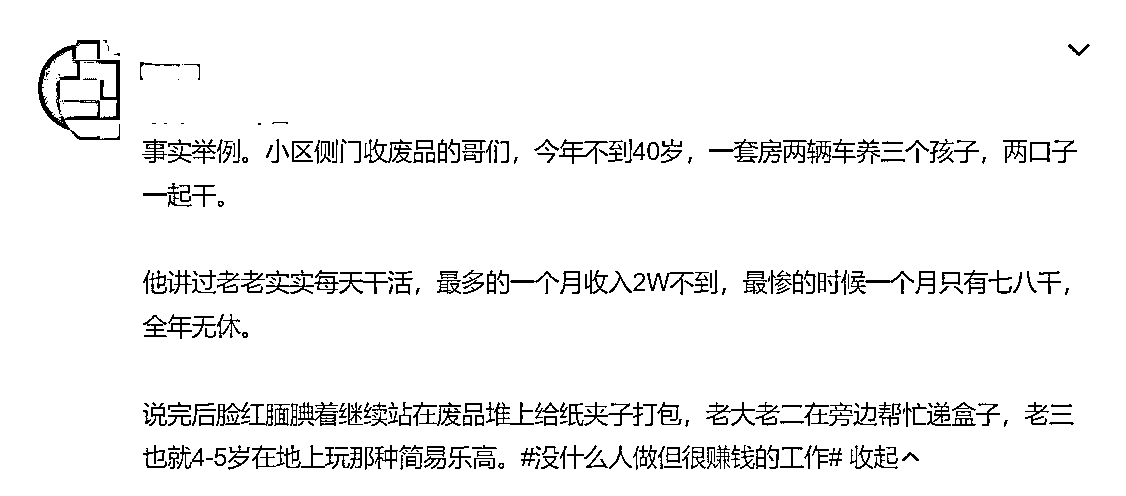 事实举例。小区侧门收废品的哥们，今年不到40岁，一套房两辆车养三个孩子，两口子
一起干。
他讲过老老实实每天干活，最多的一个月收入2W不到，最惨的时候一个月只有七八千，
全年无休。
说完后脸红腼腆着继续站在废品堆上给纸夹子打包，老大老二在旁边帮忙递盒子，老三
也就4-5岁在地上玩那种简易乐高。#没什么人做但很赚钱的工作# 收起